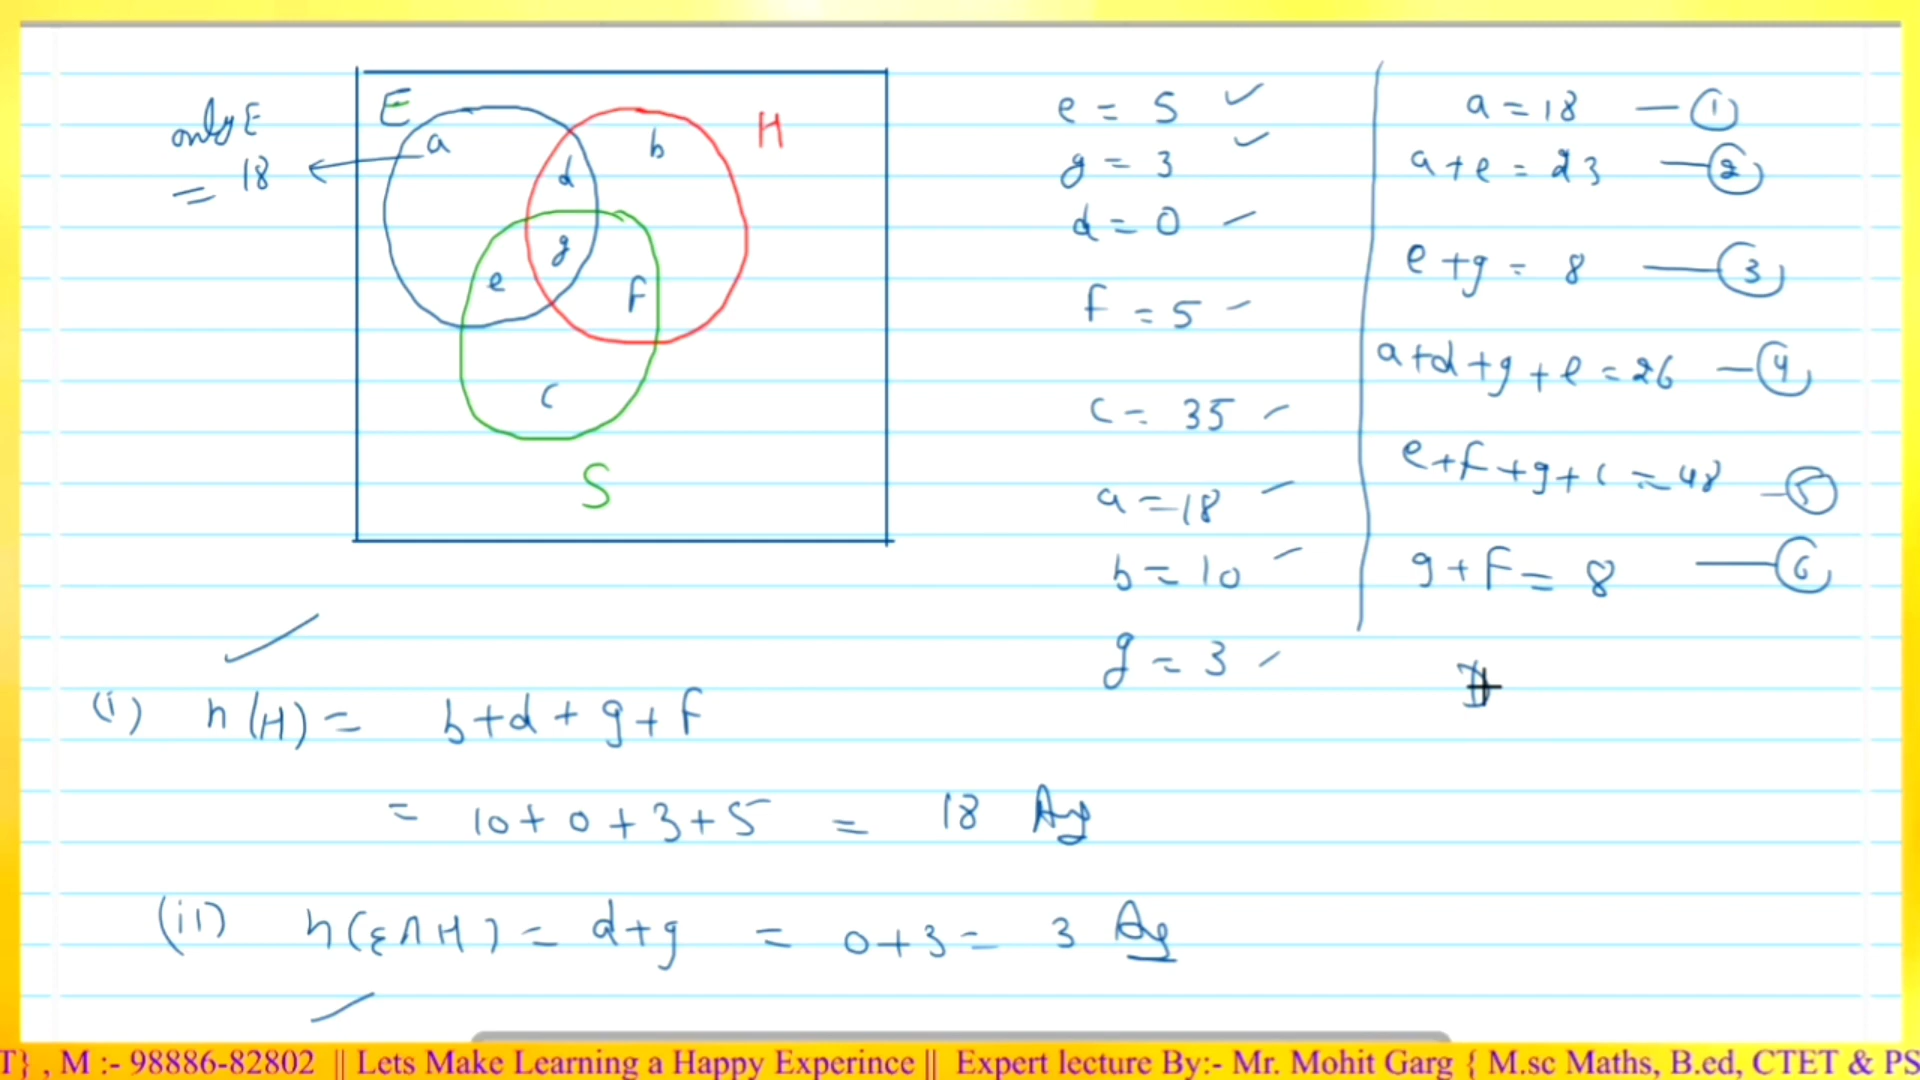 only E
= 18
E
a
d
b
H
g
e
f
c
S
e = 5
g = 3
d = 0
f = 5
c = 35
a = 18
b = 10
g = 3
a = 18 — 1
a + e = 23 — 2
e + g = 8 — 3
a + d + g + e = 26 — 4
e + f + g + c = 48 — 5
g + f = 8 — 6
(i) n(H) = b + d + g + f
= 10 + 0 + 3 + 5 = 18 Ans
(ii) n(E∩H) = d + g = 0 + 3 = 3 Ans
T} , M :- 98886-82802 || Lets Make Learning a Happy Experince || Expert lecture By:- Mr. Mohit Garg { M.sc Maths, B.ed, CTET & PS